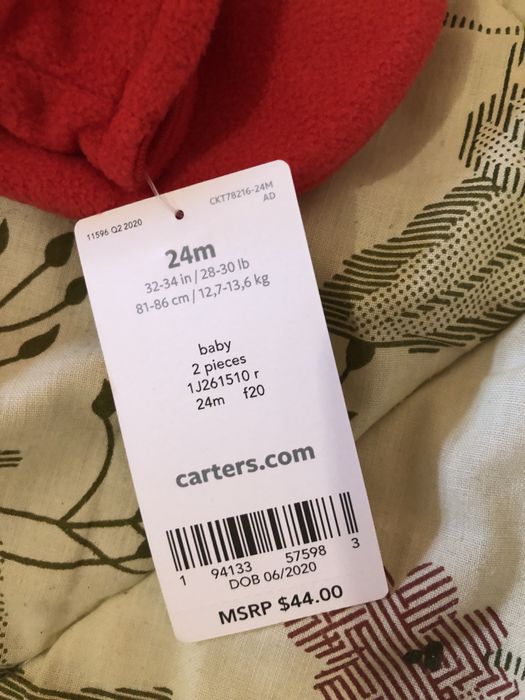 11596 Q2 2020
CKT78216-24M
AD
24m
32-34 in / 28-30 lb
81-86 cm / 12,7-13,6 kg
baby
2 pieces
1J261510 r
24m f20
carters.com
1 94133 57598 3
DOB 06/2020
MSRP $44.00